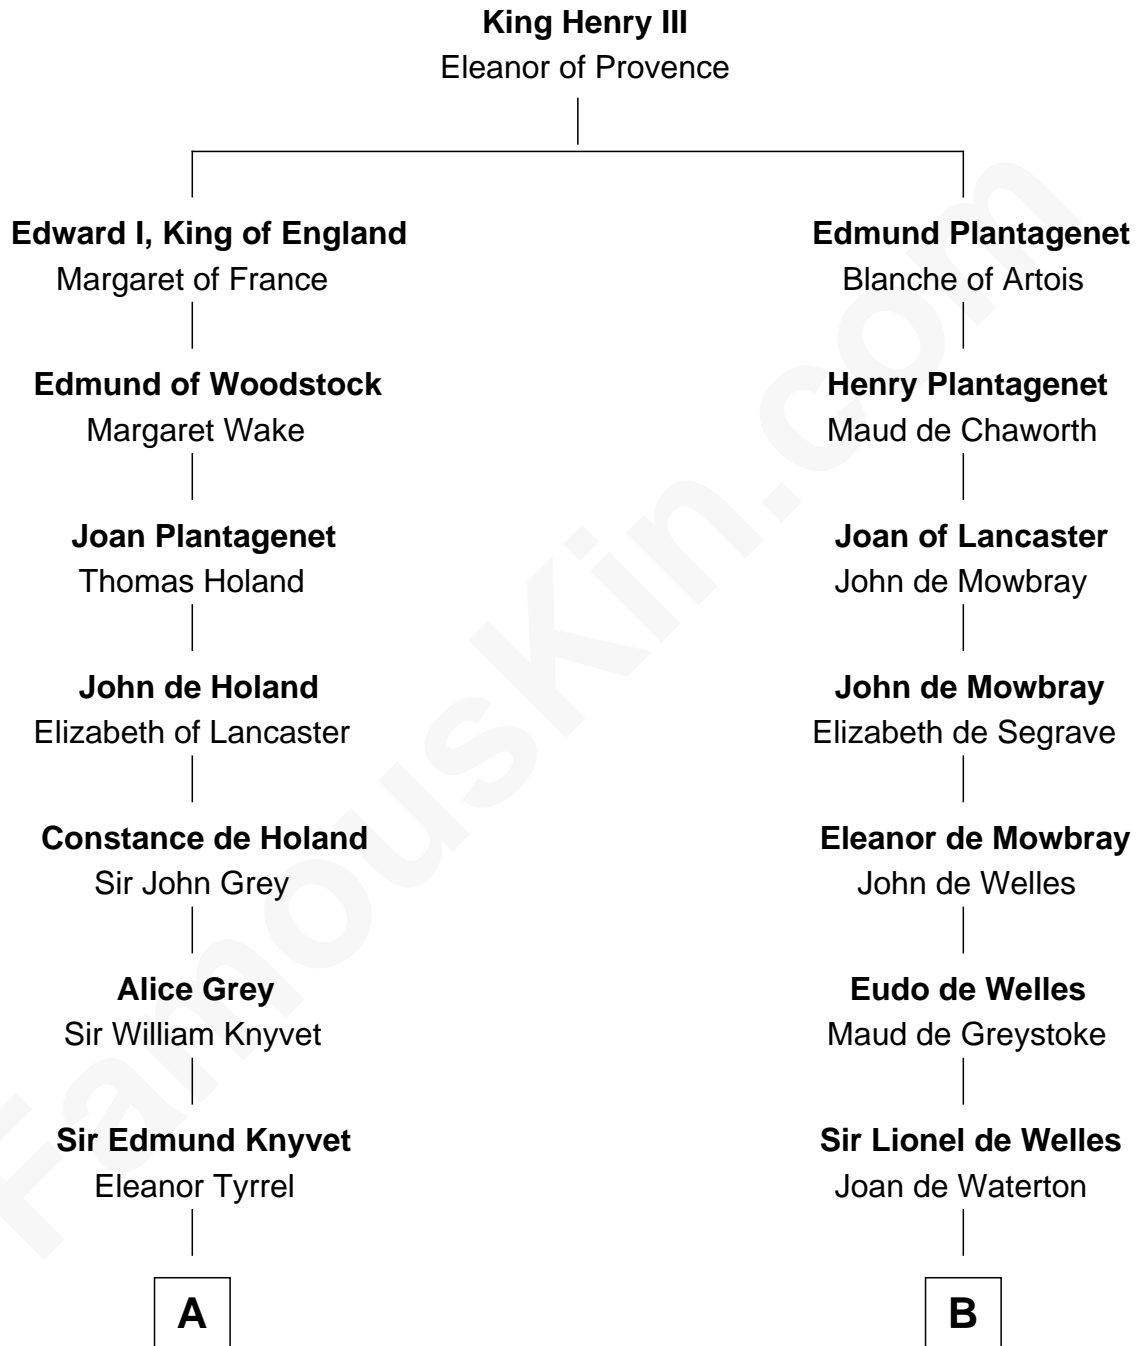 King Henry III
Eleanor of Provence
Edward I, King of England
Margaret of France
Edmund Plantagenet
Blanche of Artois
Edmund of Woodstock
Margaret Wake
Henry Plantagenet
Maud de Chaworth
Joan Plantagenet
Thomas Holand
Joan of Lancaster
John de Mowbray
John de Holand
Elizabeth of Lancaster
John de Mowbray
Elizabeth de Segrave
Constance de Holand
Sir John Grey
Eleanor de Mowbray
John de Welles
Alice Grey
Sir William Knyvet
Eudo de Welles
Maud de Greystoke
Sir Edmund Knyvet
Eleanor Tyrrel
Sir Lionel de Welles
Joan de Waterton
A
B
FamousKin.com